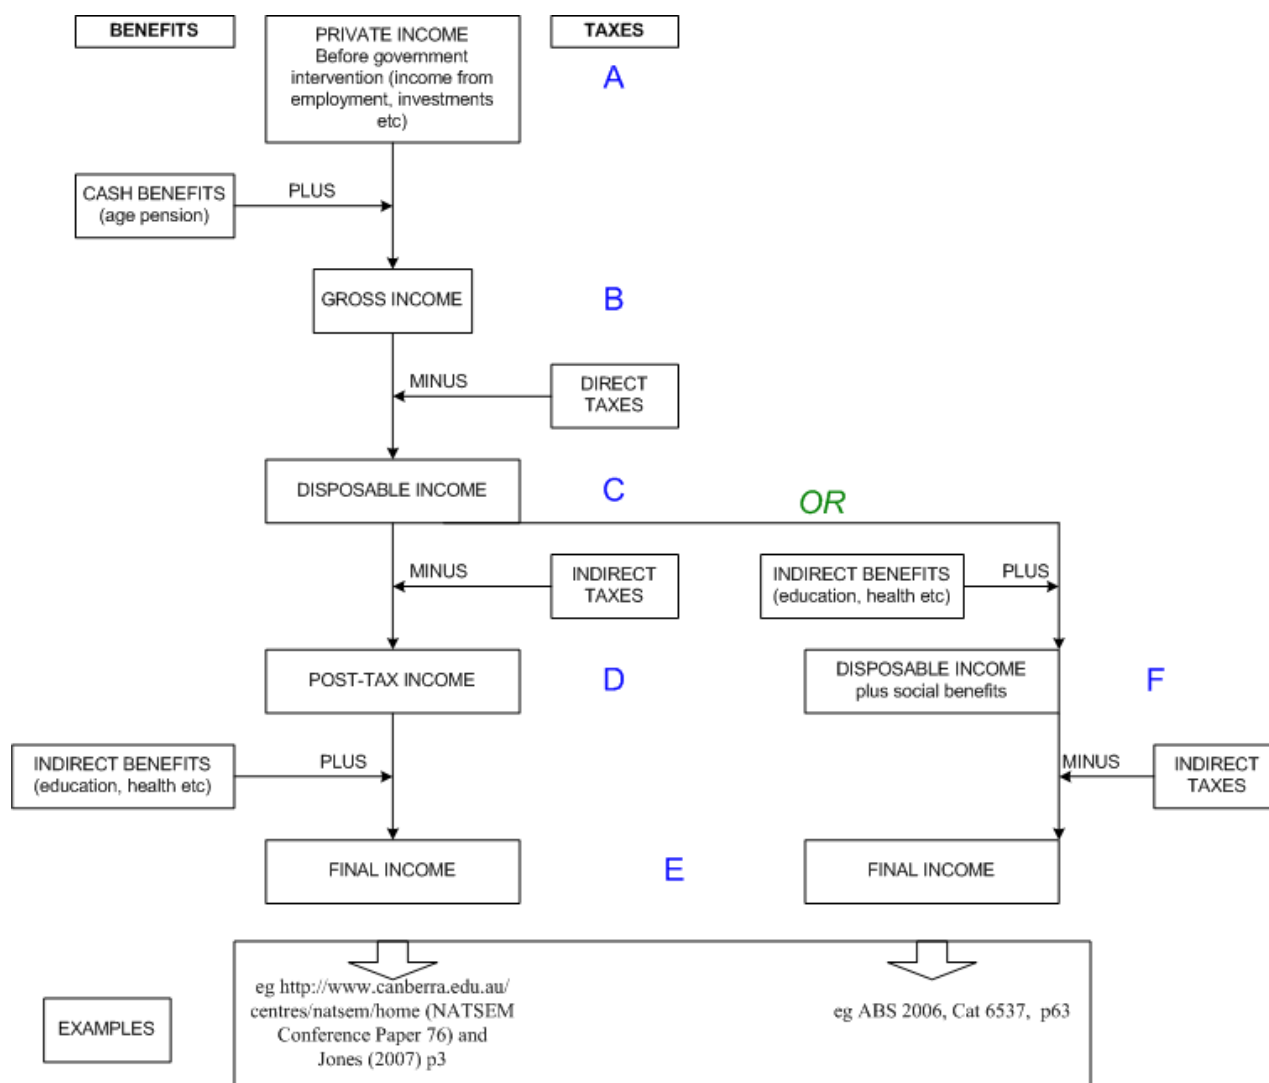 BENEFITS
PRIVATE INCOME
Before government
intervention (income from
employment, investments
etc)
TAXES
A
CASH BENEFITS
(age pension)
PLUS
GROSS INCOME
B
MINUS
DIRECT
TAXES
DISPOSABLE INCOME
C
OR
MINUS
INDIRECT
TAXES
INDIRECT BENEFITS
(education, health etc)
PLUS
POST-TAX INCOME
D
DISPOSABLE INCOME
plus social benefits
F
INDIRECT BENEFITS
(education, health etc)
PLUS
MINUS
INDIRECT
TAXES
FINAL INCOME
E
FINAL INCOME
EXAMPLES
eg http://www.canberra.edu.au/
centres/natsem/home (NATSEM
Conference Paper 76) and
Jones (2007) p3
eg ABS 2006, Cat 6537, p63